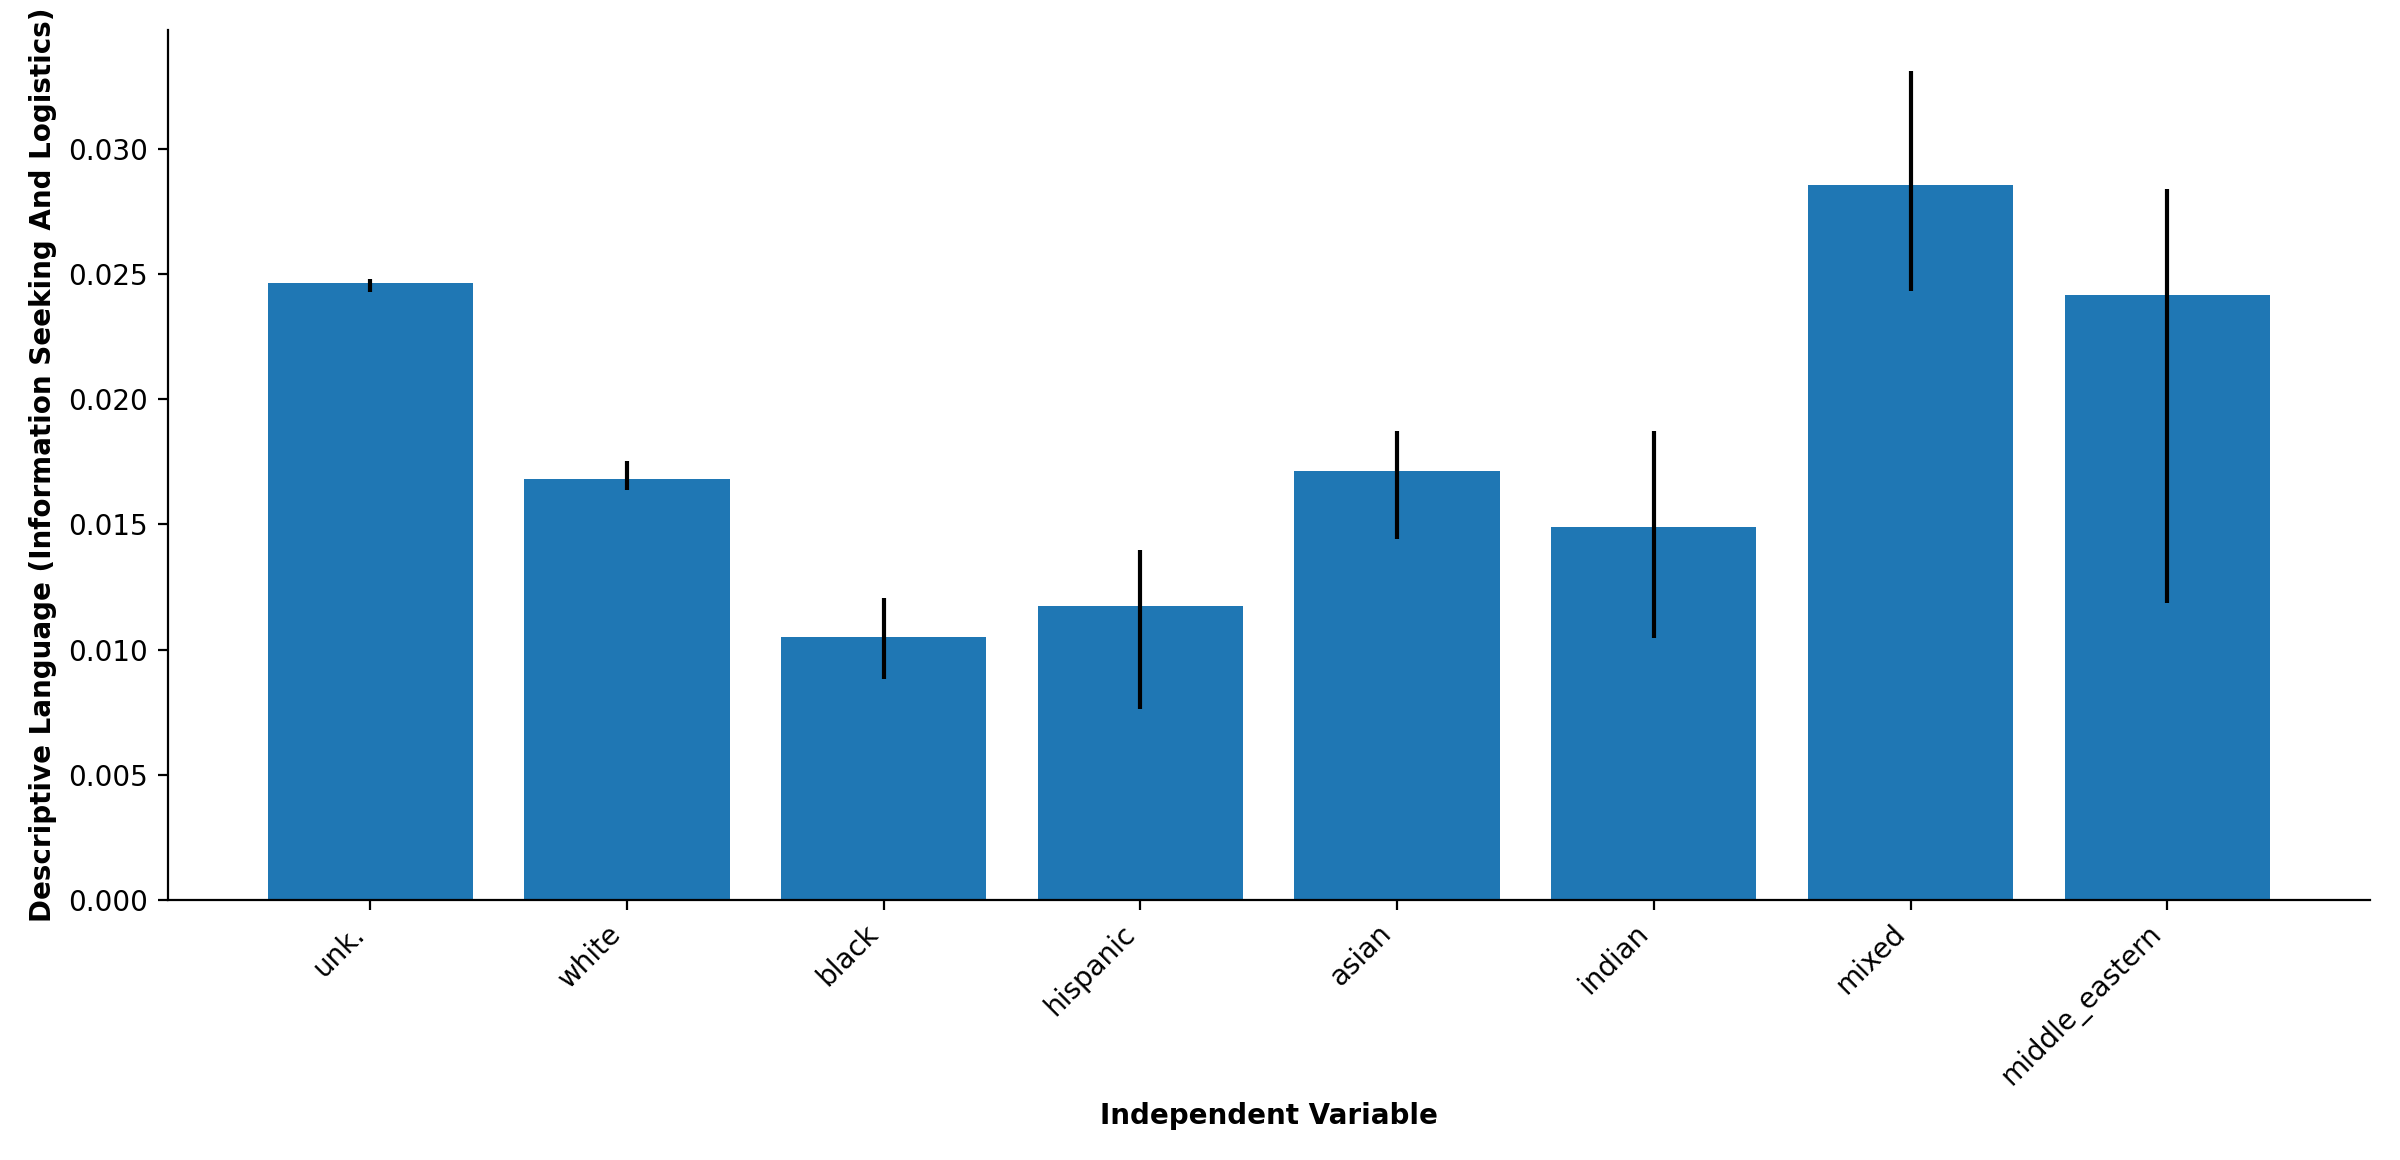 Descriptive Language (Information Seeking And Logistics)
0.030
0.025
0.020
0.015
0.010
0.005
0.000
unk.
white
black
hispanic
asian
indian
mixed
middle_eastern
Independent Variable